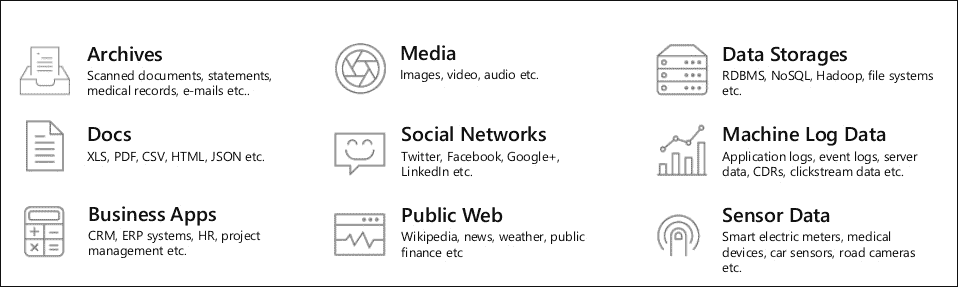 Archives
Scanned documents, statements,
medical records, e-mails etc..
Media
Images, video, audio etc.
Data Storages
RDBMS, NoSQL, Hadoop, file systems
etc.
Docs
XLS, PDF, CSV, HTML, JSON etc.
Social Networks
Twitter, Facebook, Google+,
LinkedIn etc.
Machine Log Data
Application logs, event logs, server
data, CDRs, clickstream data etc.
Business Apps
CRM, ERP systems, HR, project
management etc.
Public Web
Wikipedia, news, weather, public
finance etc
Sensor Data
Smart electric meters, medical
devices, car sensors, road cameras
etc.